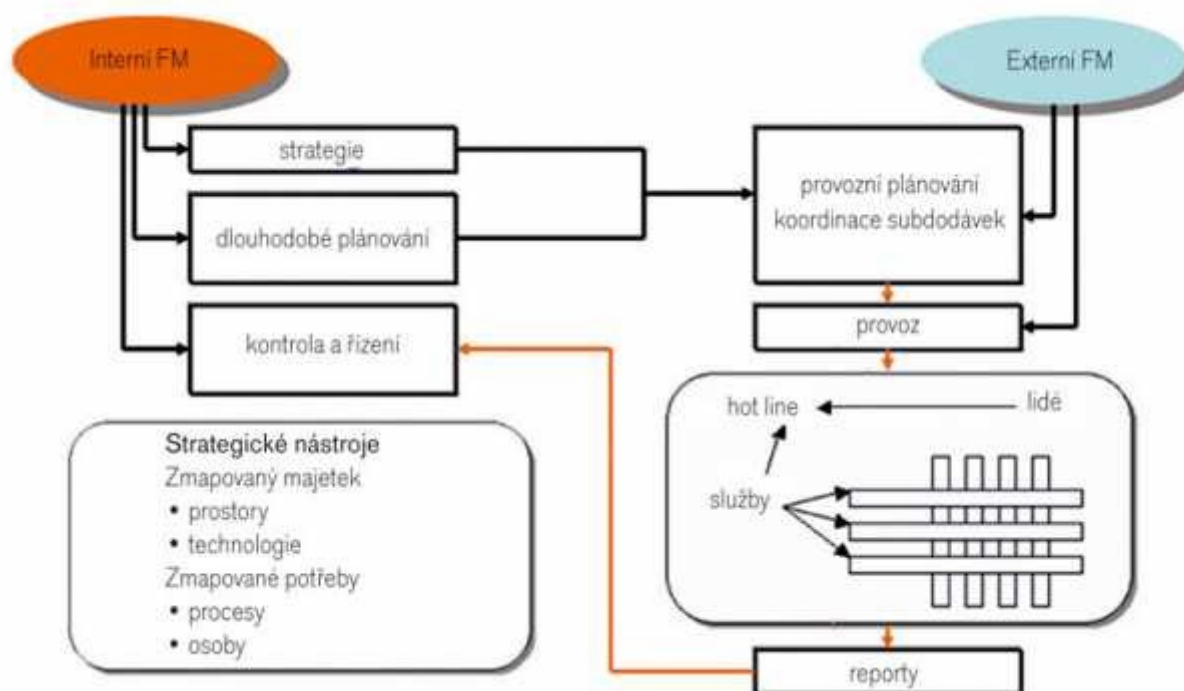 Interní FM
Externí FM
strategie
dlouhodobé plánování
kontrola a řízení
provozní plánování
koordinace subdodávek
provoz
hot line
lidé
služby
reporty
Strategické nástroje
Zmapovaný majetek
• prostory
• technologie
Zmapované potřeby
• procesy
• osoby